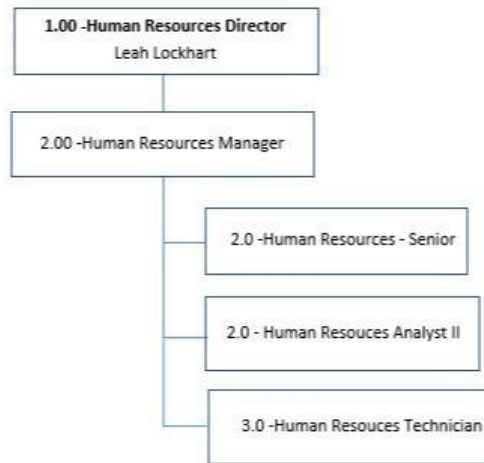 1.00 -Human Resources Director
Leah Lockhart
2.00 -Human Resources Manager
2.0 -Human Resources - Senior
2.0 - Human Resouces Analyst II
3.0 -Human Resouces Technician